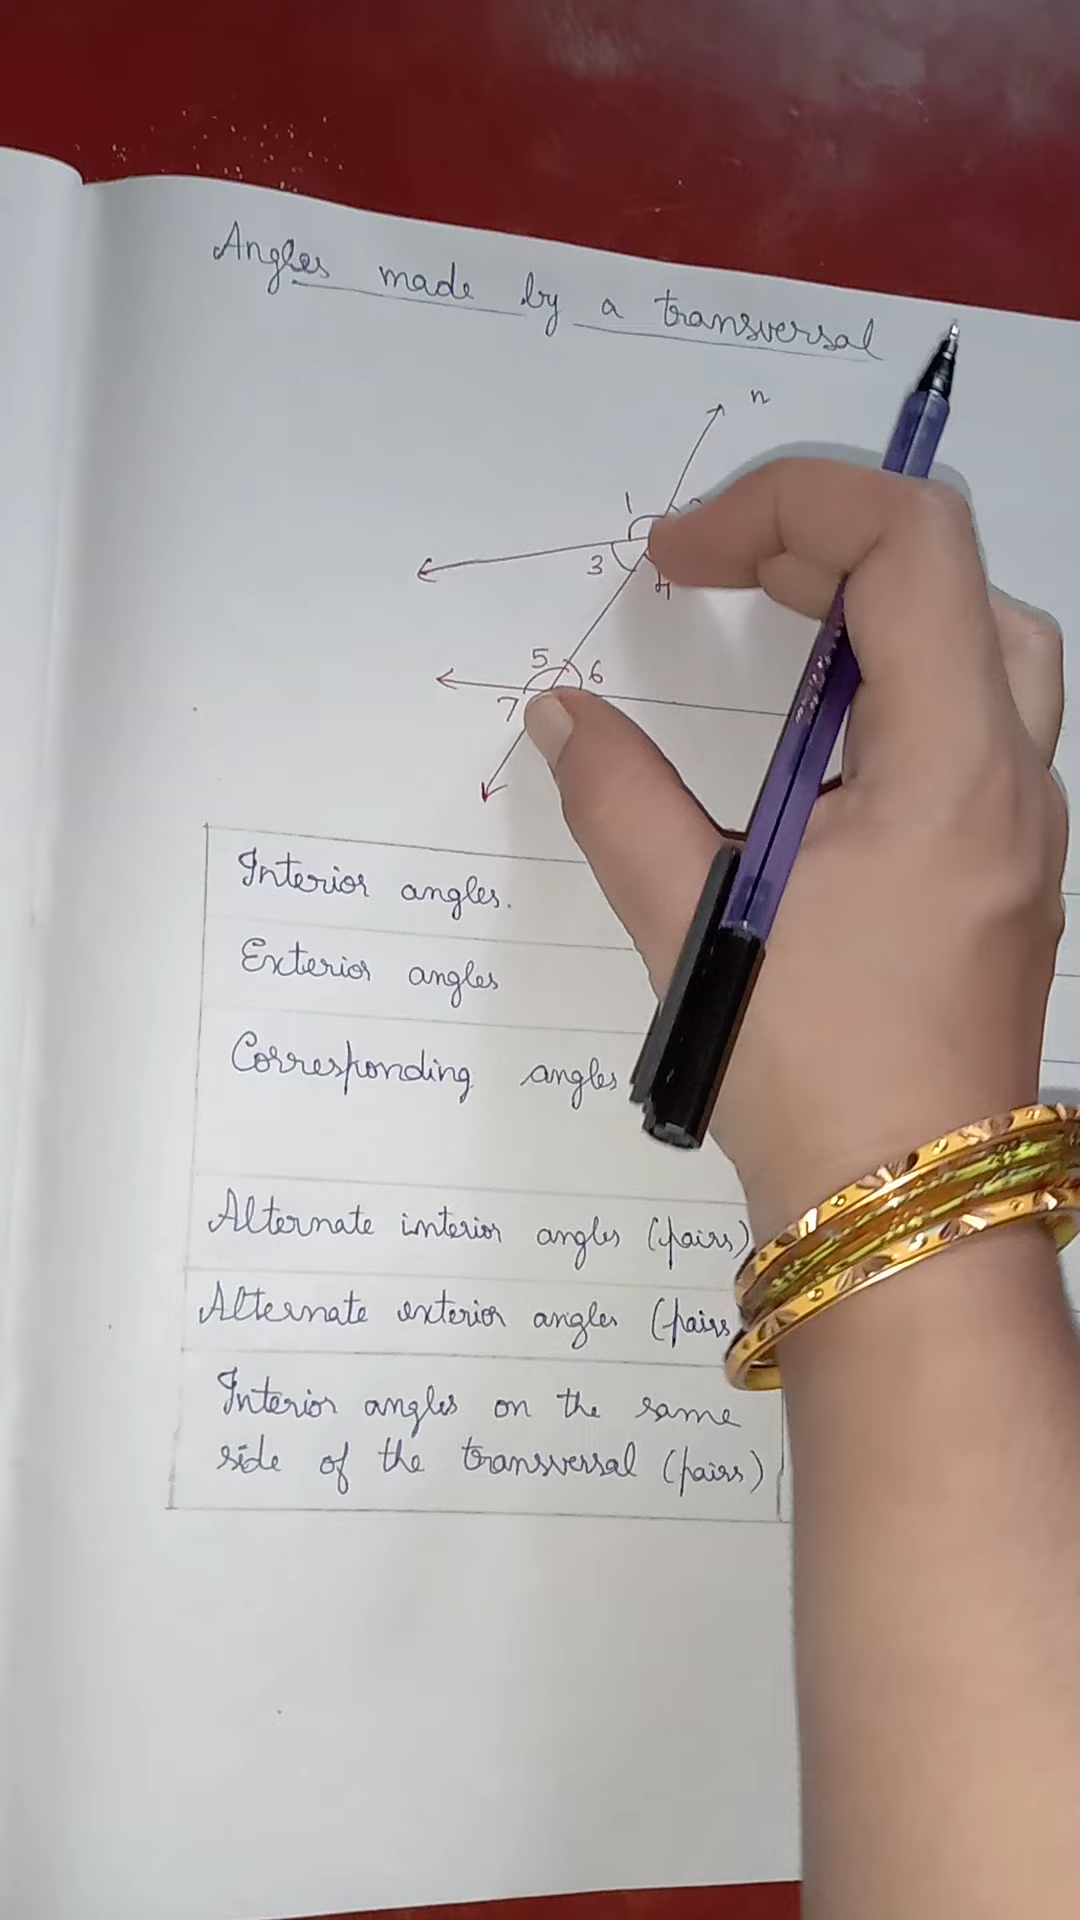 Angles made by a transversal
n
1
3
4
5 6
7
Interior angles.
Exterior angles
Corresponding angles
Alternate interior angles (pairs)
Alternate exterior angles (pairs
Interior angles on the same
side of the transversal (pairs)